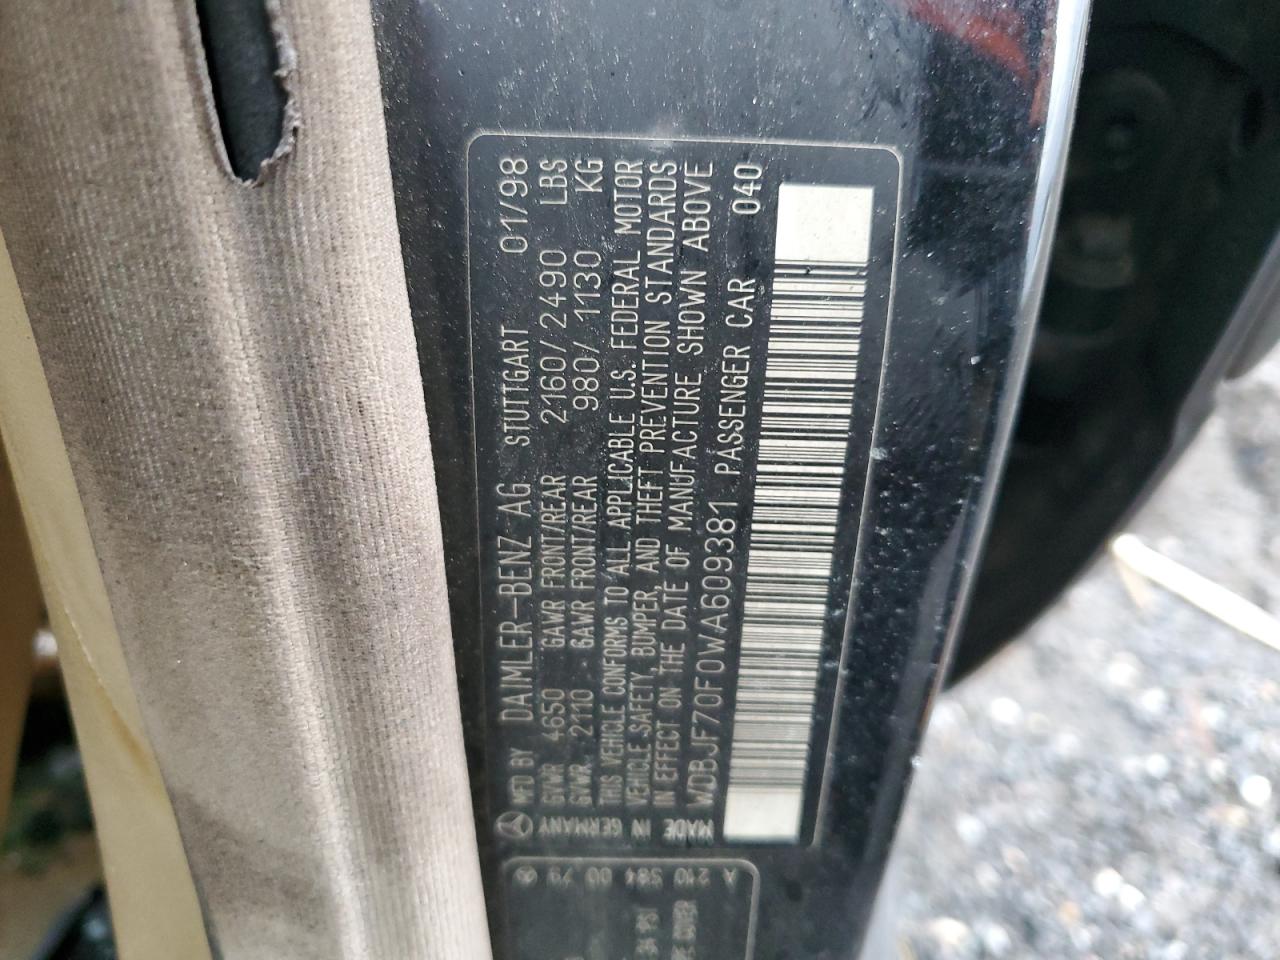 MFD BY DAIMLER-BENZ AG STUTTGART 01/98
GVWR 4650 GAWR FRONT/REAR 2160/2490 LBS
GVWR 2110 GAWR FRONT/REAR 980/1130 KG
THIS VEHICLE CONFORMS TO ALL APPLICABLE U.S. FEDERAL MOTOR
VEHICLE SAFETY, BUMPER, AND THEFT PREVENTION STANDARDS
IN EFFECT ON THE DATE OF MANUFACTURE SHOWN ABOVE
WDBJF70F0WA609381 PASSENGER CAR 040
MADE IN GERMANY
A 210 584 00 79
34 PSI